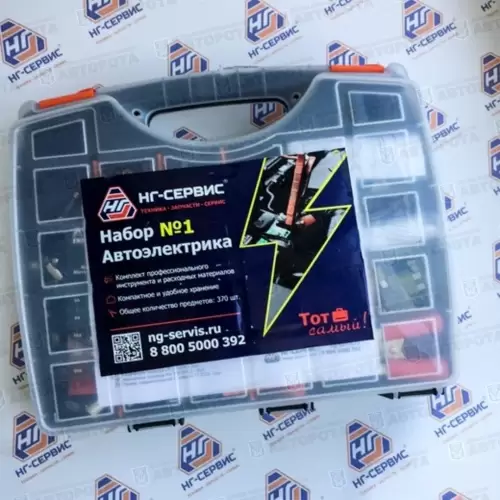 НГ-СЕРВИС
НГ
НГ-СЕРВИС®
ТЕХНИКА • ЗАПЧАСТИ • СЕРВИС
Набор №1
Автоэлектрика
Комплект профессионального
инструмента и расходных материалов
Компактное и удобное хранение
Общее количество предметов: 370 шт.
ng-servis.ru
8 800 5000 392
Тот
самый!
НГ-СЕРВИС
НГ-СЕРВИС
НГ-СЕРВИС
НГ-СЕРВИС